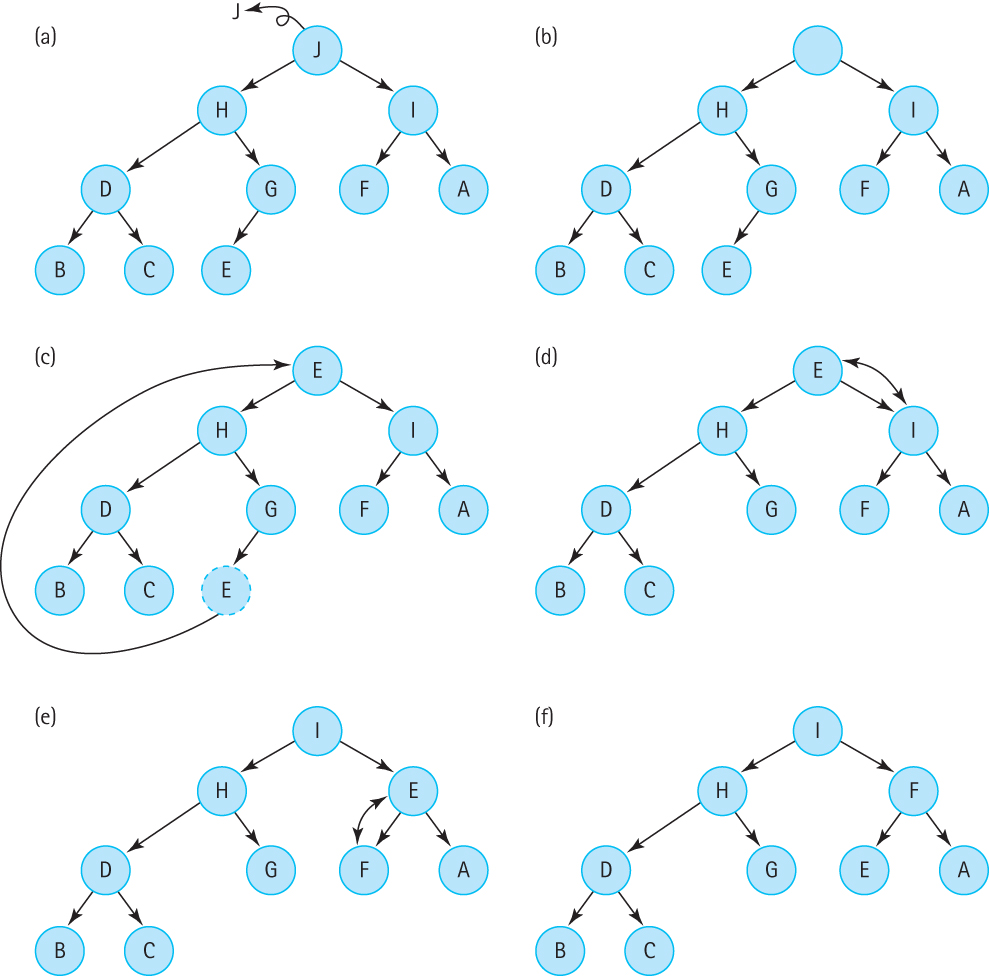 (a) J J
H I
D G F A
B C E
(b)
H I
D G F A
B C E
(c) E
H I
D G F A
B C E
(d) E
H I
D G F A
B C
(e) I
H E
D G F A
B C
(f) I
H F
D G E A
B C